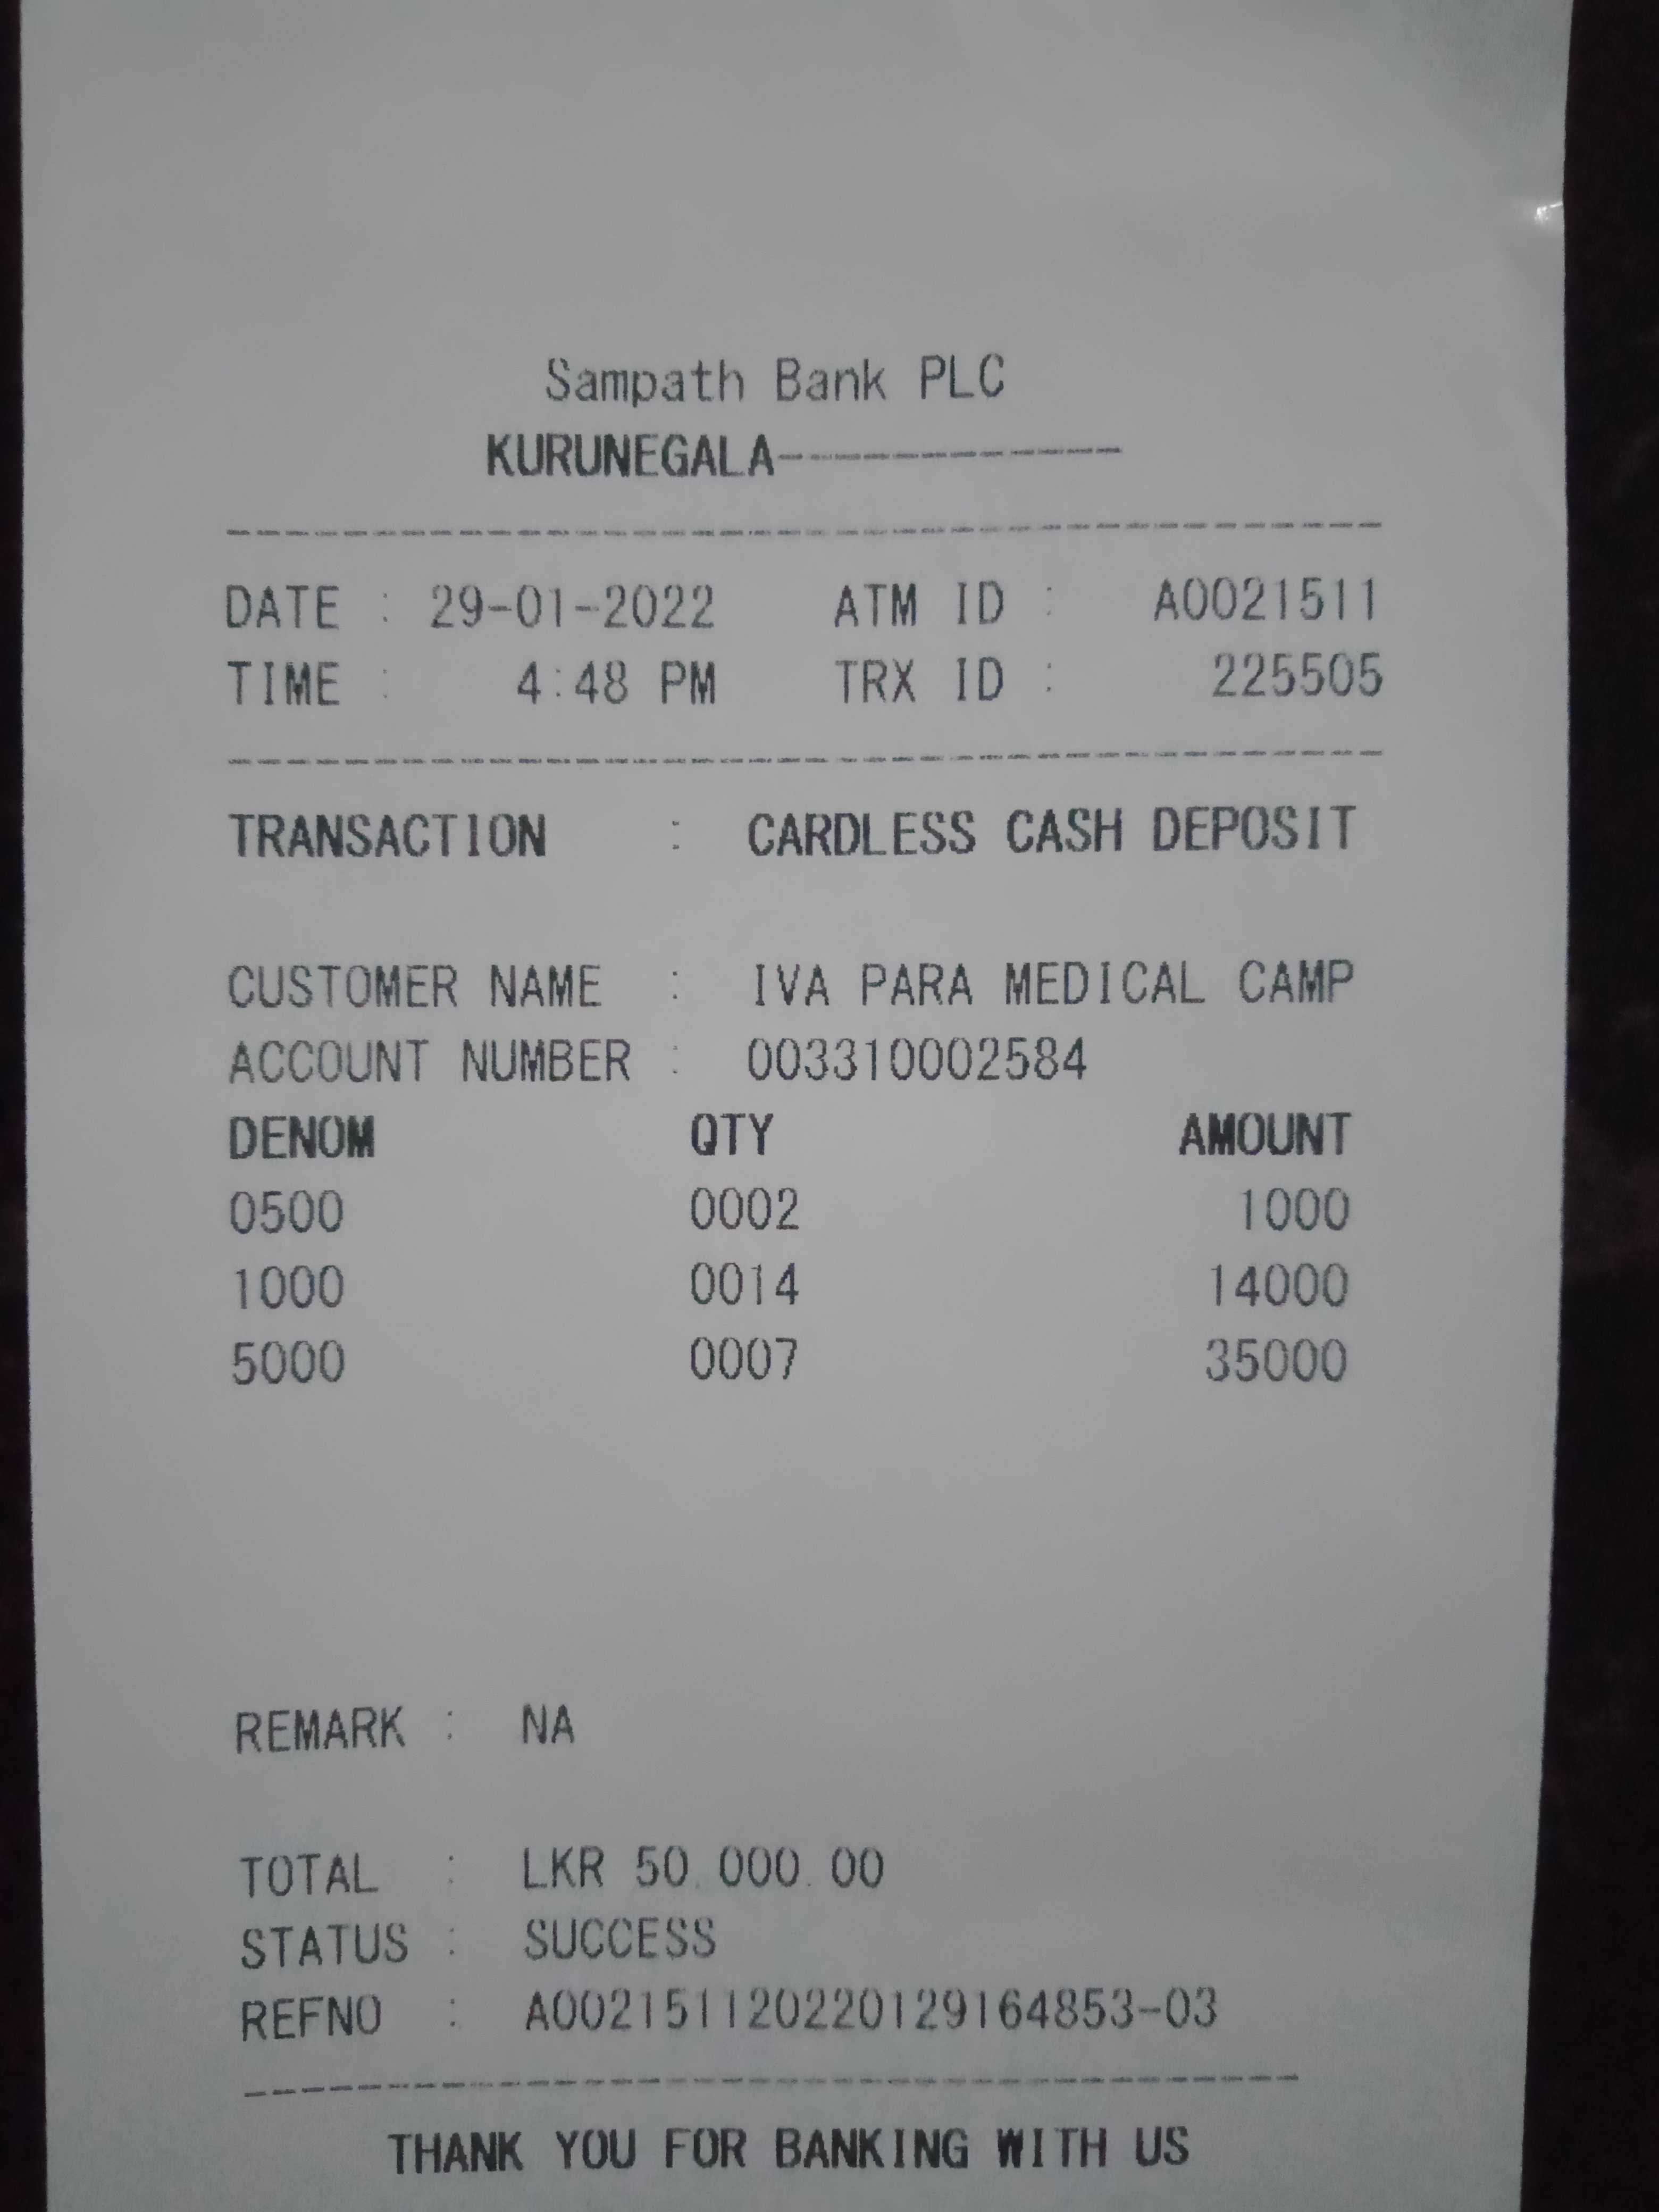 Sampath Bank PLC
KURUNEGALA------------
----------------------------------------
DATE : 29-01-2022 ATM ID : A0021511
TIME : 4:48 PM TRX ID : 225505
----------------------------------------
TRANSACTION : CARDLESS CASH DEPOSIT
CUSTOMER NAME : IVA PARA MEDICAL CAMP
ACCOUNT NUMBER : 003310002584
DENOM QTY AMOUNT
0500 0002 1000
1000 0014 14000
5000 0007 35000
REMARK : NA
TOTAL : LKR 50,000.00
STATUS : SUCCESS
REFNO : A002151120220129164853-03
-------------------------------------
THANK YOU FOR BANKING WITH US